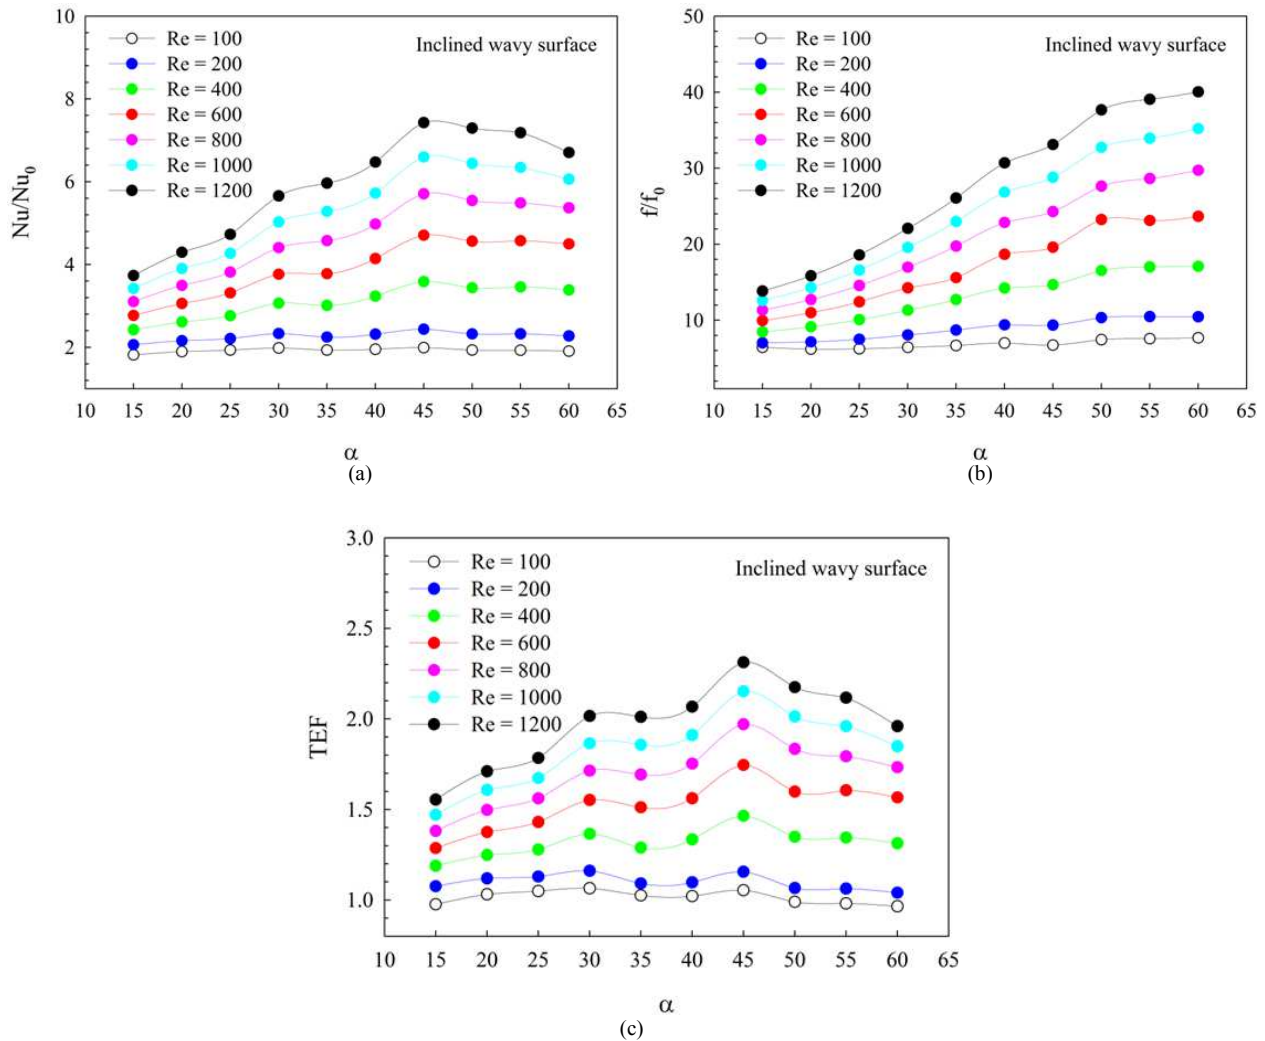 10
8
6
4
2
Nu/Nu0
Re = 100
Re = 200
Re = 400
Re = 600
Re = 800
Re = 1000
Re = 1200
Inclined wavy surface
10 15 20 25 30 35 40 45 50 55 60 65
α
(a)
50
40
30
20
10
f/f0
Re = 100
Re = 200
Re = 400
Re = 600
Re = 800
Re = 1000
Re = 1200
Inclined wavy surface
10 15 20 25 30 35 40 45 50 55 60 65
α
(b)
3.0
2.5
2.0
1.5
1.0
TEF
Re = 100
Re = 200
Re = 400
Re = 600
Re = 800
Re = 1000
Re = 1200
Inclined wavy surface
10 15 20 25 30 35 40 45 50 55 60 65
α
(c)